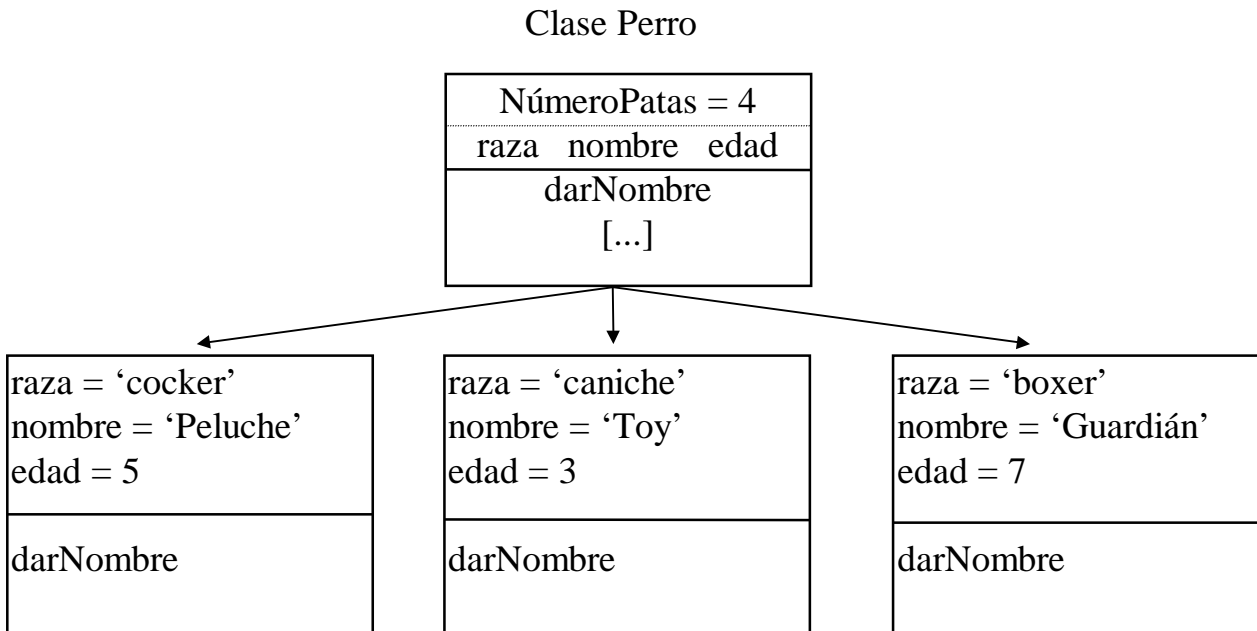 Clase Perro
NúmeroPatas = 4
raza nombre edad
darNombre
[...]
raza = ‘cocker’
nombre = ‘Peluche’
edad = 5
darNombre
raza = ‘caniche’
nombre = ‘Toy’
edad = 3
darNombre
raza = ‘boxer’
nombre = ‘Guardián’
edad = 7
darNombre